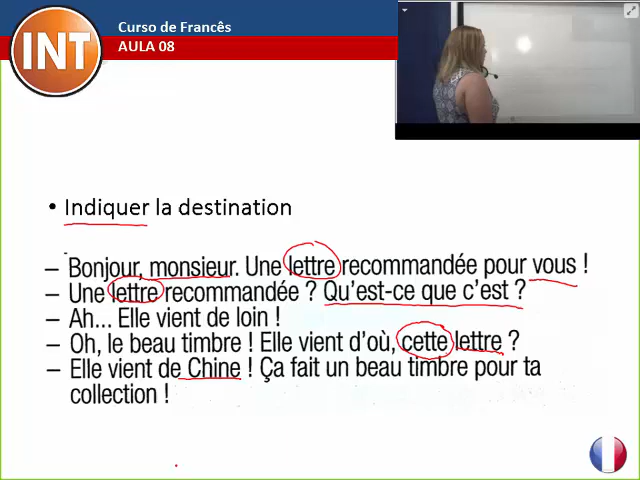 INT
Curso de Francês
AULA 08
• Indiquer la destination
– Bonjour, monsieur. Une lettre recommandée pour vous !
– Une lettre recommandée ? Qu'est-ce que c'est ?
– Ah... Elle vient de loin !
– Oh, le beau timbre ! Elle vient d'où, cette lettre ?
– Elle vient de Chine ! Ça fait un beau timbre pour ta
collection !